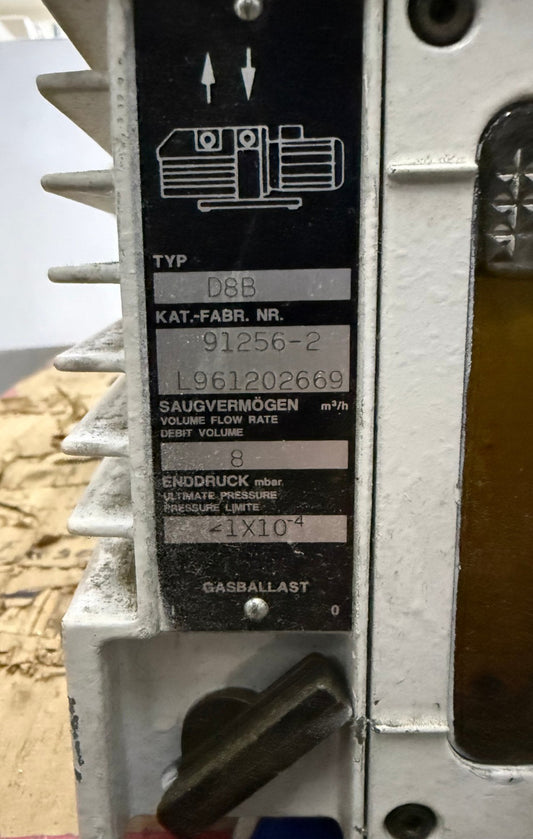 TYP
D8B
KAT.-FABR. NR.
91256-2
L961202669
SAUGVERMÖGEN m³/h
VOLUME FLOW RATE
DEBIT VOLUME
8
ENDDRUCK mbar
ULTIMATE PRESSURE
PRESSURE LIMITE
<1X10⁻⁴
GASBALLAST
I 0